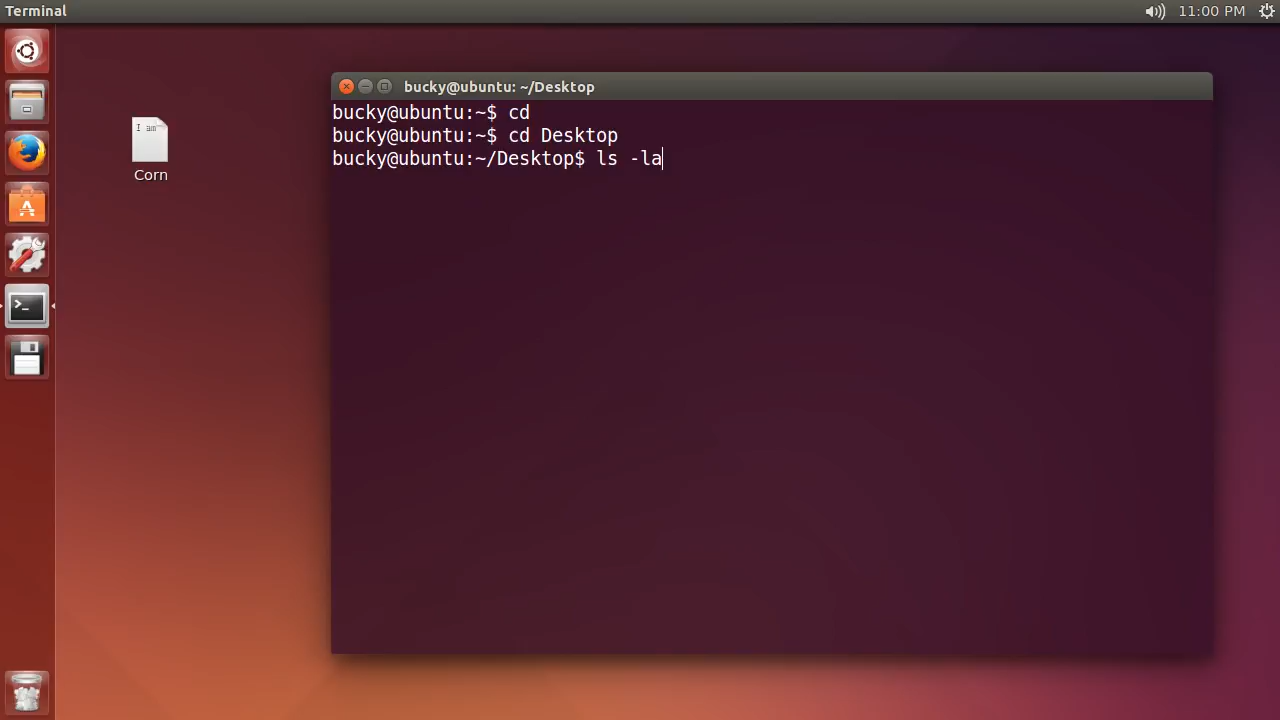 Terminal
11:00 PM
I am
Corn
bucky@ubuntu: ~/Desktop
bucky@ubuntu:~$ cd
bucky@ubuntu:~$ cd Desktop
bucky@ubuntu:~/Desktop$ ls -la